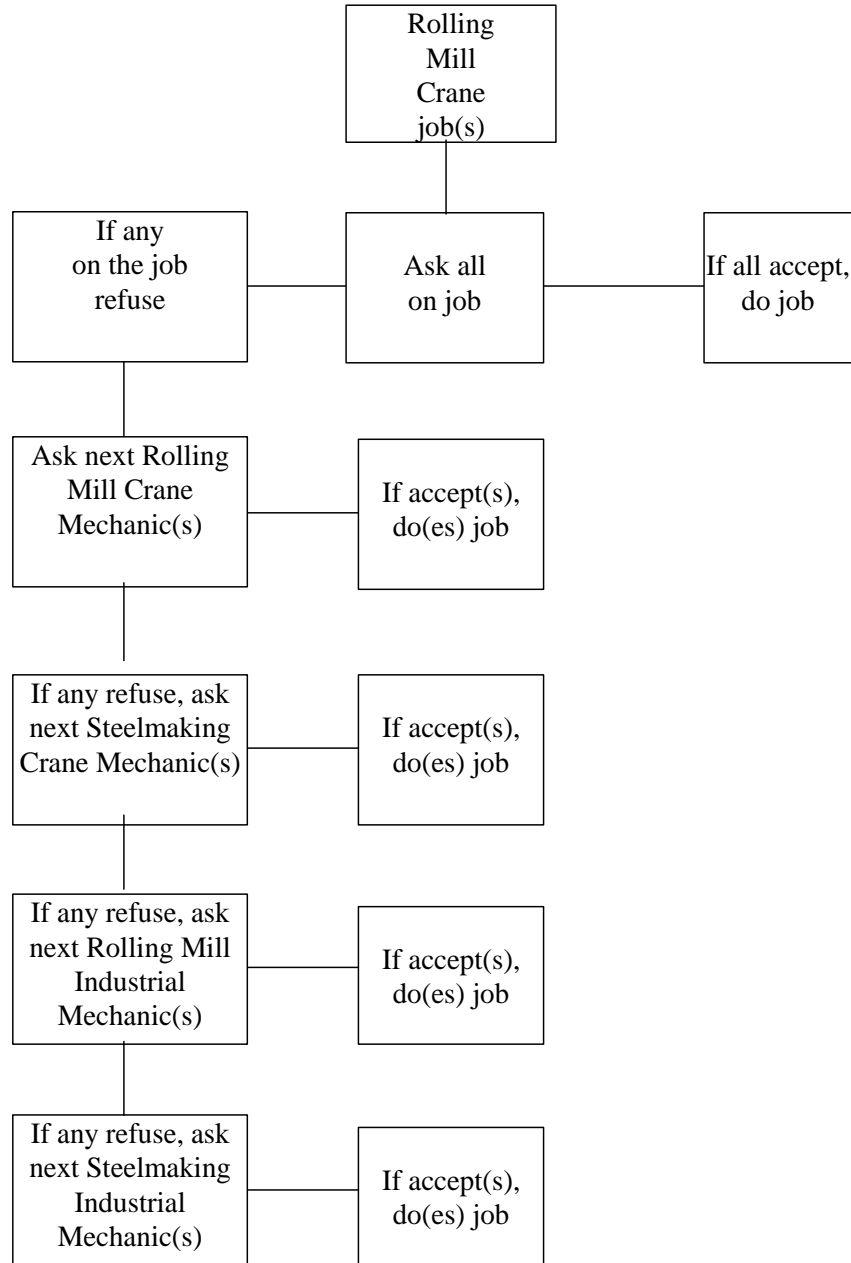 Rolling
Mill
Crane
job(s)
If any
on the job
refuse
Ask all
on job
If all accept,
do job
Ask next Rolling
Mill Crane
Mechanic(s)
If accept(s),
do(es) job
If any refuse, ask
next Steelmaking
Crane Mechanic(s)
If accept(s),
do(es) job
If any refuse, ask
next Rolling Mill
Industrial
Mechanic(s)
If accept(s),
do(es) job
If any refuse, ask
next Steelmaking
Industrial
Mechanic(s)
If accept(s),
do(es) job